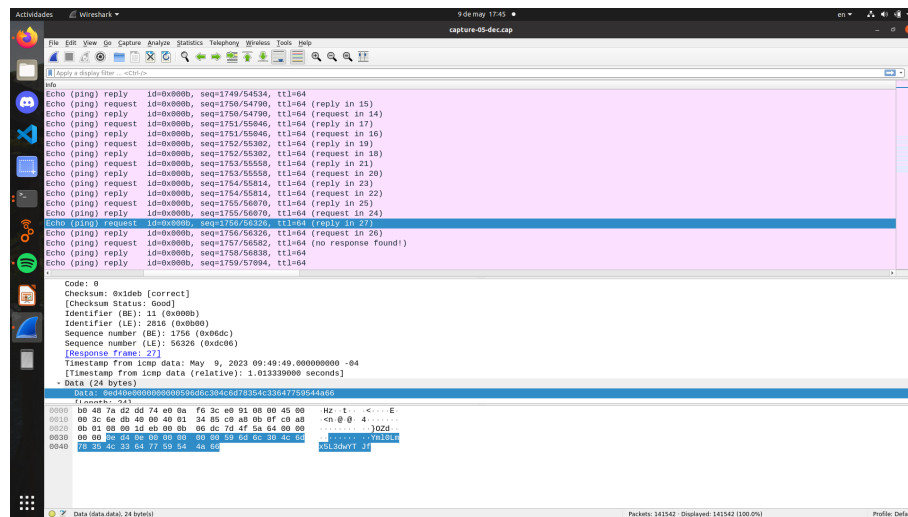 Actividades Wireshark 9 de may 17:45 en
capture-05-dec.cap
File Edit View Go Capture Analyze Statistics Telephony Wireless Tools Help
Apply a display filter ... <Ctrl-/>
Info
Echo (ping) reply id=0x000b, seq=1749/54534, ttl=64
Echo (ping) request id=0x000b, seq=1750/54790, ttl=64 (reply in 15)
Echo (ping) reply id=0x000b, seq=1750/54790, ttl=64 (request in 14)
Echo (ping) request id=0x000b, seq=1751/55046, ttl=64 (reply in 17)
Echo (ping) reply id=0x000b, seq=1751/55046, ttl=64 (request in 16)
Echo (ping) request id=0x000b, seq=1752/55302, ttl=64 (reply in 19)
Echo (ping) reply id=0x000b, seq=1752/55302, ttl=64 (request in 18)
Echo (ping) request id=0x000b, seq=1753/55558, ttl=64 (reply in 21)
Echo (ping) reply id=0x000b, seq=1753/55558, ttl=64 (request in 20)
Echo (ping) request id=0x000b, seq=1754/55814, ttl=64 (reply in 23)
Echo (ping) reply id=0x000b, seq=1754/55814, ttl=64 (request in 22)
Echo (ping) request id=0x000b, seq=1755/56070, ttl=64 (reply in 25)
Echo (ping) reply id=0x000b, seq=1755/56070, ttl=64 (request in 24)
Echo (ping) request id=0x000b, seq=1756/56326, ttl=64 (reply in 27)
Echo (ping) reply id=0x000b, seq=1756/56326, ttl=64 (request in 26)
Echo (ping) request id=0x000b, seq=1757/56582, ttl=64 (no response found!)
Echo (ping) reply id=0x000b, seq=1758/56838, ttl=64
Echo (ping) reply id=0x000b, seq=1759/57094, ttl=64
Code: 0
Checksum: 0x1deb [correct]
[Checksum Status: Good]
Identifier (BE): 11 (0x000b)
Identifier (LE): 2816 (0x0b00)
Sequence number (BE): 1756 (0x06dc)
Sequence number (LE): 56326 (0xdc06)
[Response frame: 27]
Timestamp from icmp data: May 9, 2023 09:49:49.000000000 -04
[Timestamp from icmp data (relative): 1.013339000 seconds]
Data (24 bytes)
Data: 0ed40e0000000000596d6c304c6d78354c33647759544a66
[Length: 24]
0000 b0 48 7a d2 dd 74 e0 0a f6 3c e0 91 08 00 45 00 ·Hz··t·· ·<····E·
0010 00 3c 6e db 40 00 40 01 34 85 c0 a8 0b 0f c0 a8 ·<n·@·@· 4·······
0020 0b 01 08 00 1d eb 00 0b 06 dc 7d 4f 5a 64 00 00 ········ ··}OZd··
0030 00 00 0e d4 0e 00 00 00 00 00 59 6d 6c 30 4c 6d ········ ··Yml0Lm
0040 78 35 4c 33 64 77 59 54 4a 66 x5L3dwYT Jf
Data (data.data), 24 byte(s) Packets: 141542 · Displayed: 141542 (100.0%) Profile: Defa